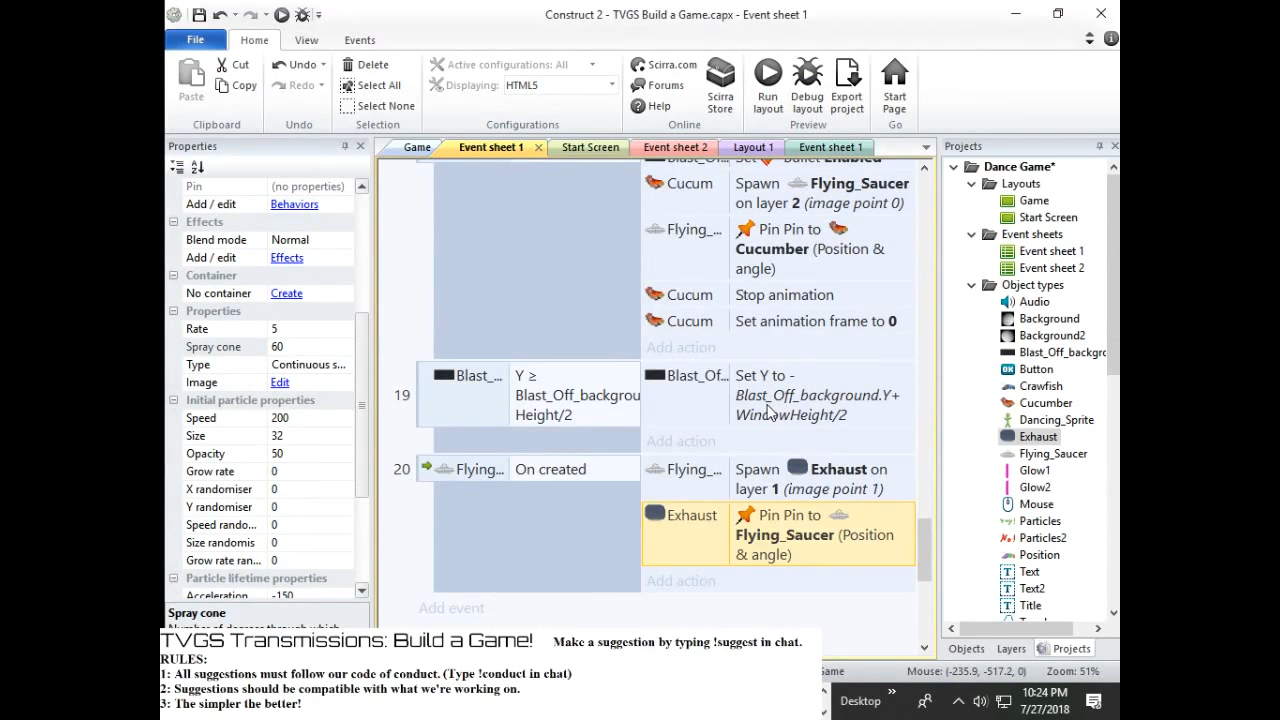 Construct 2 - TVGS Build a Game.capx - Event sheet 1
File
Home
View
Events
Paste
Cut
Copy
Clipboard
Undo
Redo
Undo
Delete
Select All
Select None
Selection
Active configurations: All
Displaying: HTML5
Configurations
Scirra.com
Forums
Help
Scirra Store
Online
Run layout
Debug layout
Export project
Preview
Start Page
Go
Properties
Pin (no properties)
Add / edit Behaviors
Effects
Blend mode Normal
Add / edit Effects
Container
No container Create
Properties
Rate 5
Spray cone 60
Type Continuous s...
Image Edit
Initial particle properties
Speed 200
Size 32
Opacity 50
Grow rate 0
X randomiser 0
Y randomiser 0
Speed rando... 0
Size randomis 0
Grow rate ran... 0
Particle lifetime properties
Acceleration -150
Spray cone
Game
Event sheet 1
Start Screen
Event sheet 2
Layout 1
Event sheet 1
Blast_Of... Set Bullet Enabled
Cucum Spawn Flying_Saucer
on layer 2 (image point 0)
Flying_... Pin Pin to
Cucumber (Position &
angle)
Cucum Stop animation
Cucum Set animation frame to 0
Add action
19 Blast_... Y ≥
Blast_Off_backgrou
Height/2
Blast_Of... Set Y to -
Blast_Off_background.Y+
WindowHeight/2
Add action
20 Flying... On created
Flying_... Spawn Exhaust on
layer 1 (image point 1)
Exhaust Pin Pin to
Flying_Saucer (Position
& angle)
Add action
Add event
Projects
Dance Game*
Layouts
Game
Start Screen
Event sheets
Event sheet 1
Event sheet 2
Object types
Audio
Background
Background2
Blast_Off_backgro
Button
Crawfish
Cucumber
Dancing_Sprite
Exhaust
Flying_Saucer
Glow1
Glow2
Mouse
Particles
Particles2
Position
Text
Text2
Title
Objects Layers Projects
ame
Mouse: (-235.9, -517.2, 0)
Zoom: 51%
TVGS Transmissions: Build a Game! Make a suggestion by typing !suggest in chat.
RULES:
1: All suggestions must follow our code of conduct. (Type !conduct in chat)
2: Suggestions should be compatible with what we're working on.
3: The simpler the better!
Desktop
10:24 PM
7/27/2018